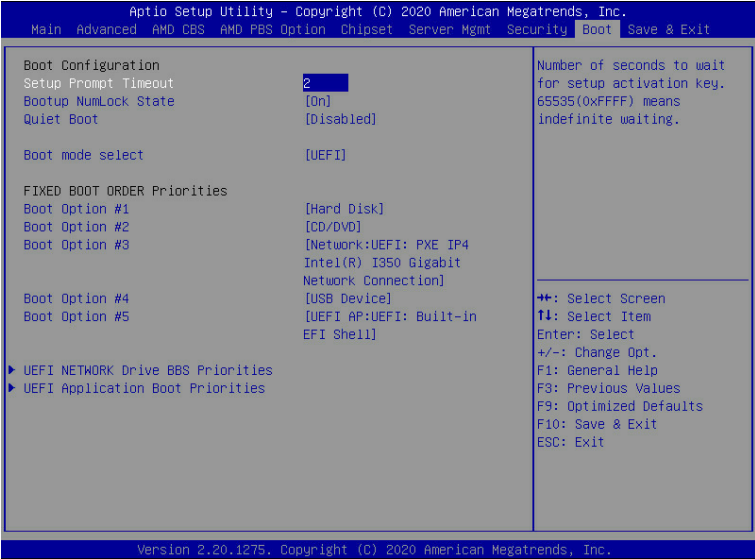 Aptio Setup Utility – Copyright (C) 2020 American Megatrends, Inc.
Main Advanced AMD CBS AMD PBS Option Chipset Server Mgmt Security Boot Save & Exit
Boot Configuration
Setup Prompt Timeout 2
Bootup NumLock State [On]
Quiet Boot [Disabled]
Boot mode select [UEFI]
FIXED BOOT ORDER Priorities
Boot Option #1 [Hard Disk]
Boot Option #2 [CD/DVD]
Boot Option #3 [Network:UEFI: PXE IP4
Intel(R) I350 Gigabit
Network Connection]
Boot Option #4 [USB Device]
Boot Option #5 [UEFI AP:UEFI: Built-in
EFI Shell]
UEFI NETWORK Drive BBS Priorities
UEFI Application Boot Priorities
Number of seconds to wait
for setup activation key.
65535(0xFFFF) means
indefinite waiting.
→←: Select Screen
↑↓: Select Item
Enter: Select
+/-: Change Opt.
F1: General Help
F3: Previous Values
F9: Optimized Defaults
F10: Save & Exit
ESC: Exit
Version 2.20.1275. Copyright (C) 2020 American Megatrends, Inc.